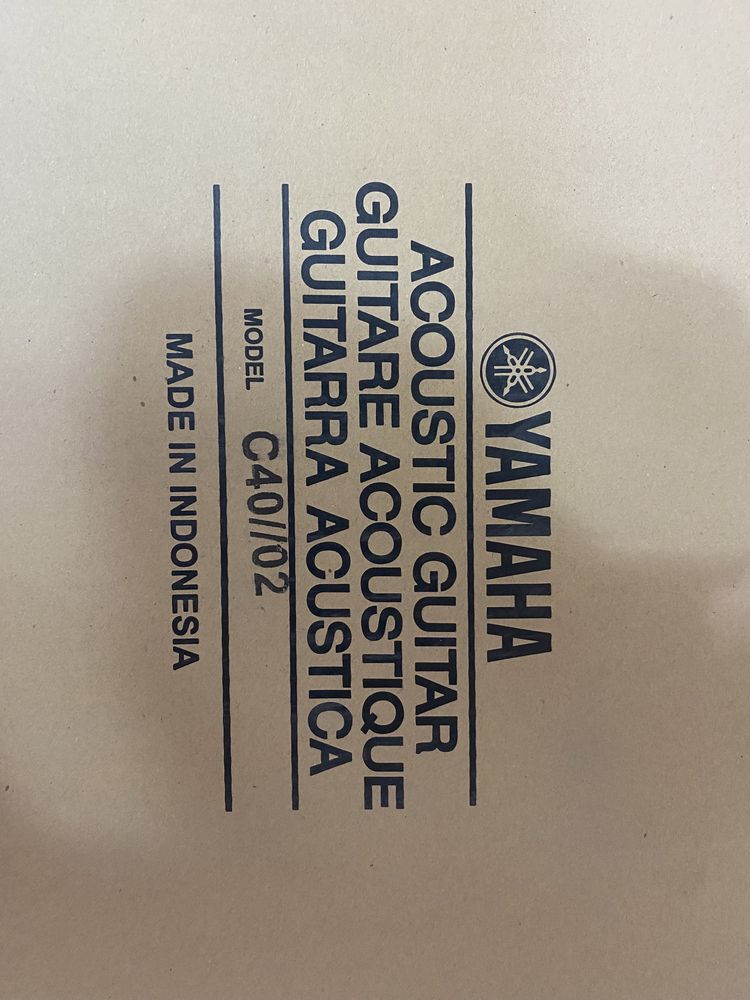 YAMAHA
ACOUSTIC GUITAR
GUITARE ACOUSTIQUE
GUITARRA ACUSTICA
MODEL C40//02
MADE IN INDONESIA